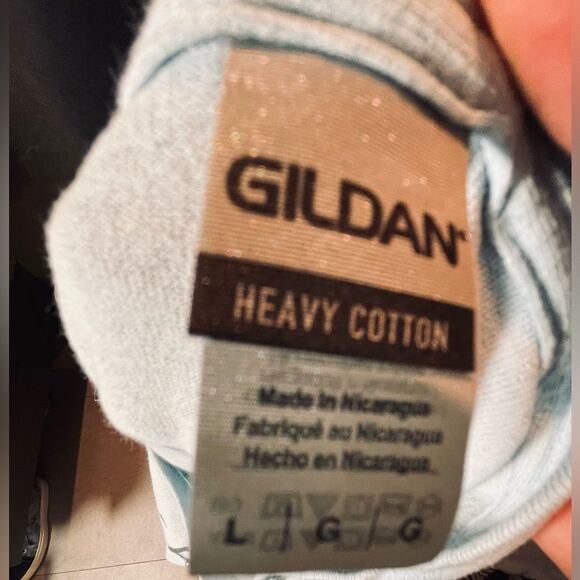 GILDAN
HEAVY COTTON
Made in Nicaragua
Fabriqué au Nicaragua
Hecho en Nicaragua
L / G / G